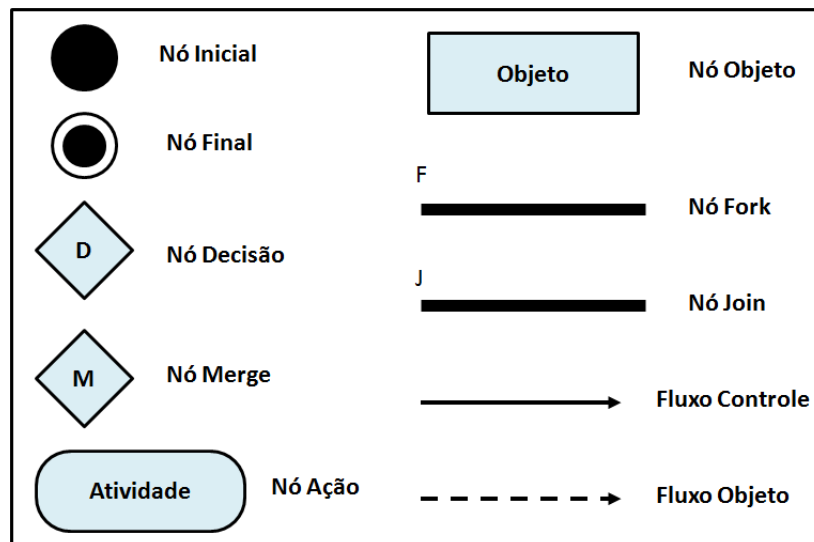 Nó Inicial
Nó Final
D
Nó Decisão
M
Nó Merge
Atividade
Nó Ação
Objeto
Nó Objeto
F
Nó Fork
J
Nó Join
Fluxo Controle
Fluxo Objeto